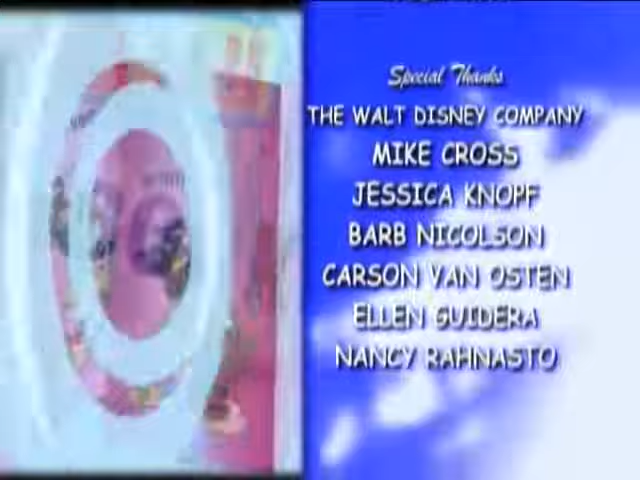 Special Thanks
THE WALT DISNEY COMPANY
MIKE CROSS
JESSICA KNOPF
BARB NICOLSON
CARSON VAN OSTEN
ELLEN GUIDERA
NANCY RAHNASTO